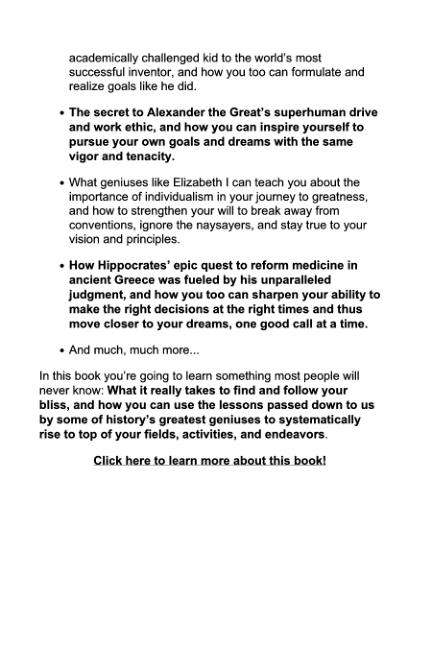 academically challenged kid to the world’s most
successful inventor, and how you too can formulate and
realize goals like he did.
• The secret to Alexander the Great’s superhuman drive
and work ethic, and how you can inspire yourself to
pursue your own goals and dreams with the same
vigor and tenacity.
• What geniuses like Elizabeth I can teach you about the
importance of individualism in your journey to greatness,
and how to strengthen your will to break away from
conventions, ignore the naysayers, and stay true to your
vision and principles.
• How Hippocrates’ epic quest to reform medicine in
ancient Greece was fueled by his unparalleled
judgment, and how you too can sharpen your ability to
make the right decisions at the right times and thus
move closer to your dreams, one good call at a time.
• And much, much more...
In this book you’re going to learn something most people will
never know: What it really takes to find and follow your
bliss, and how you can use the lessons passed down to us
by some of history’s greatest geniuses to systematically
rise to top of your fields, activities, and endeavors.
Click here to learn more about this book!